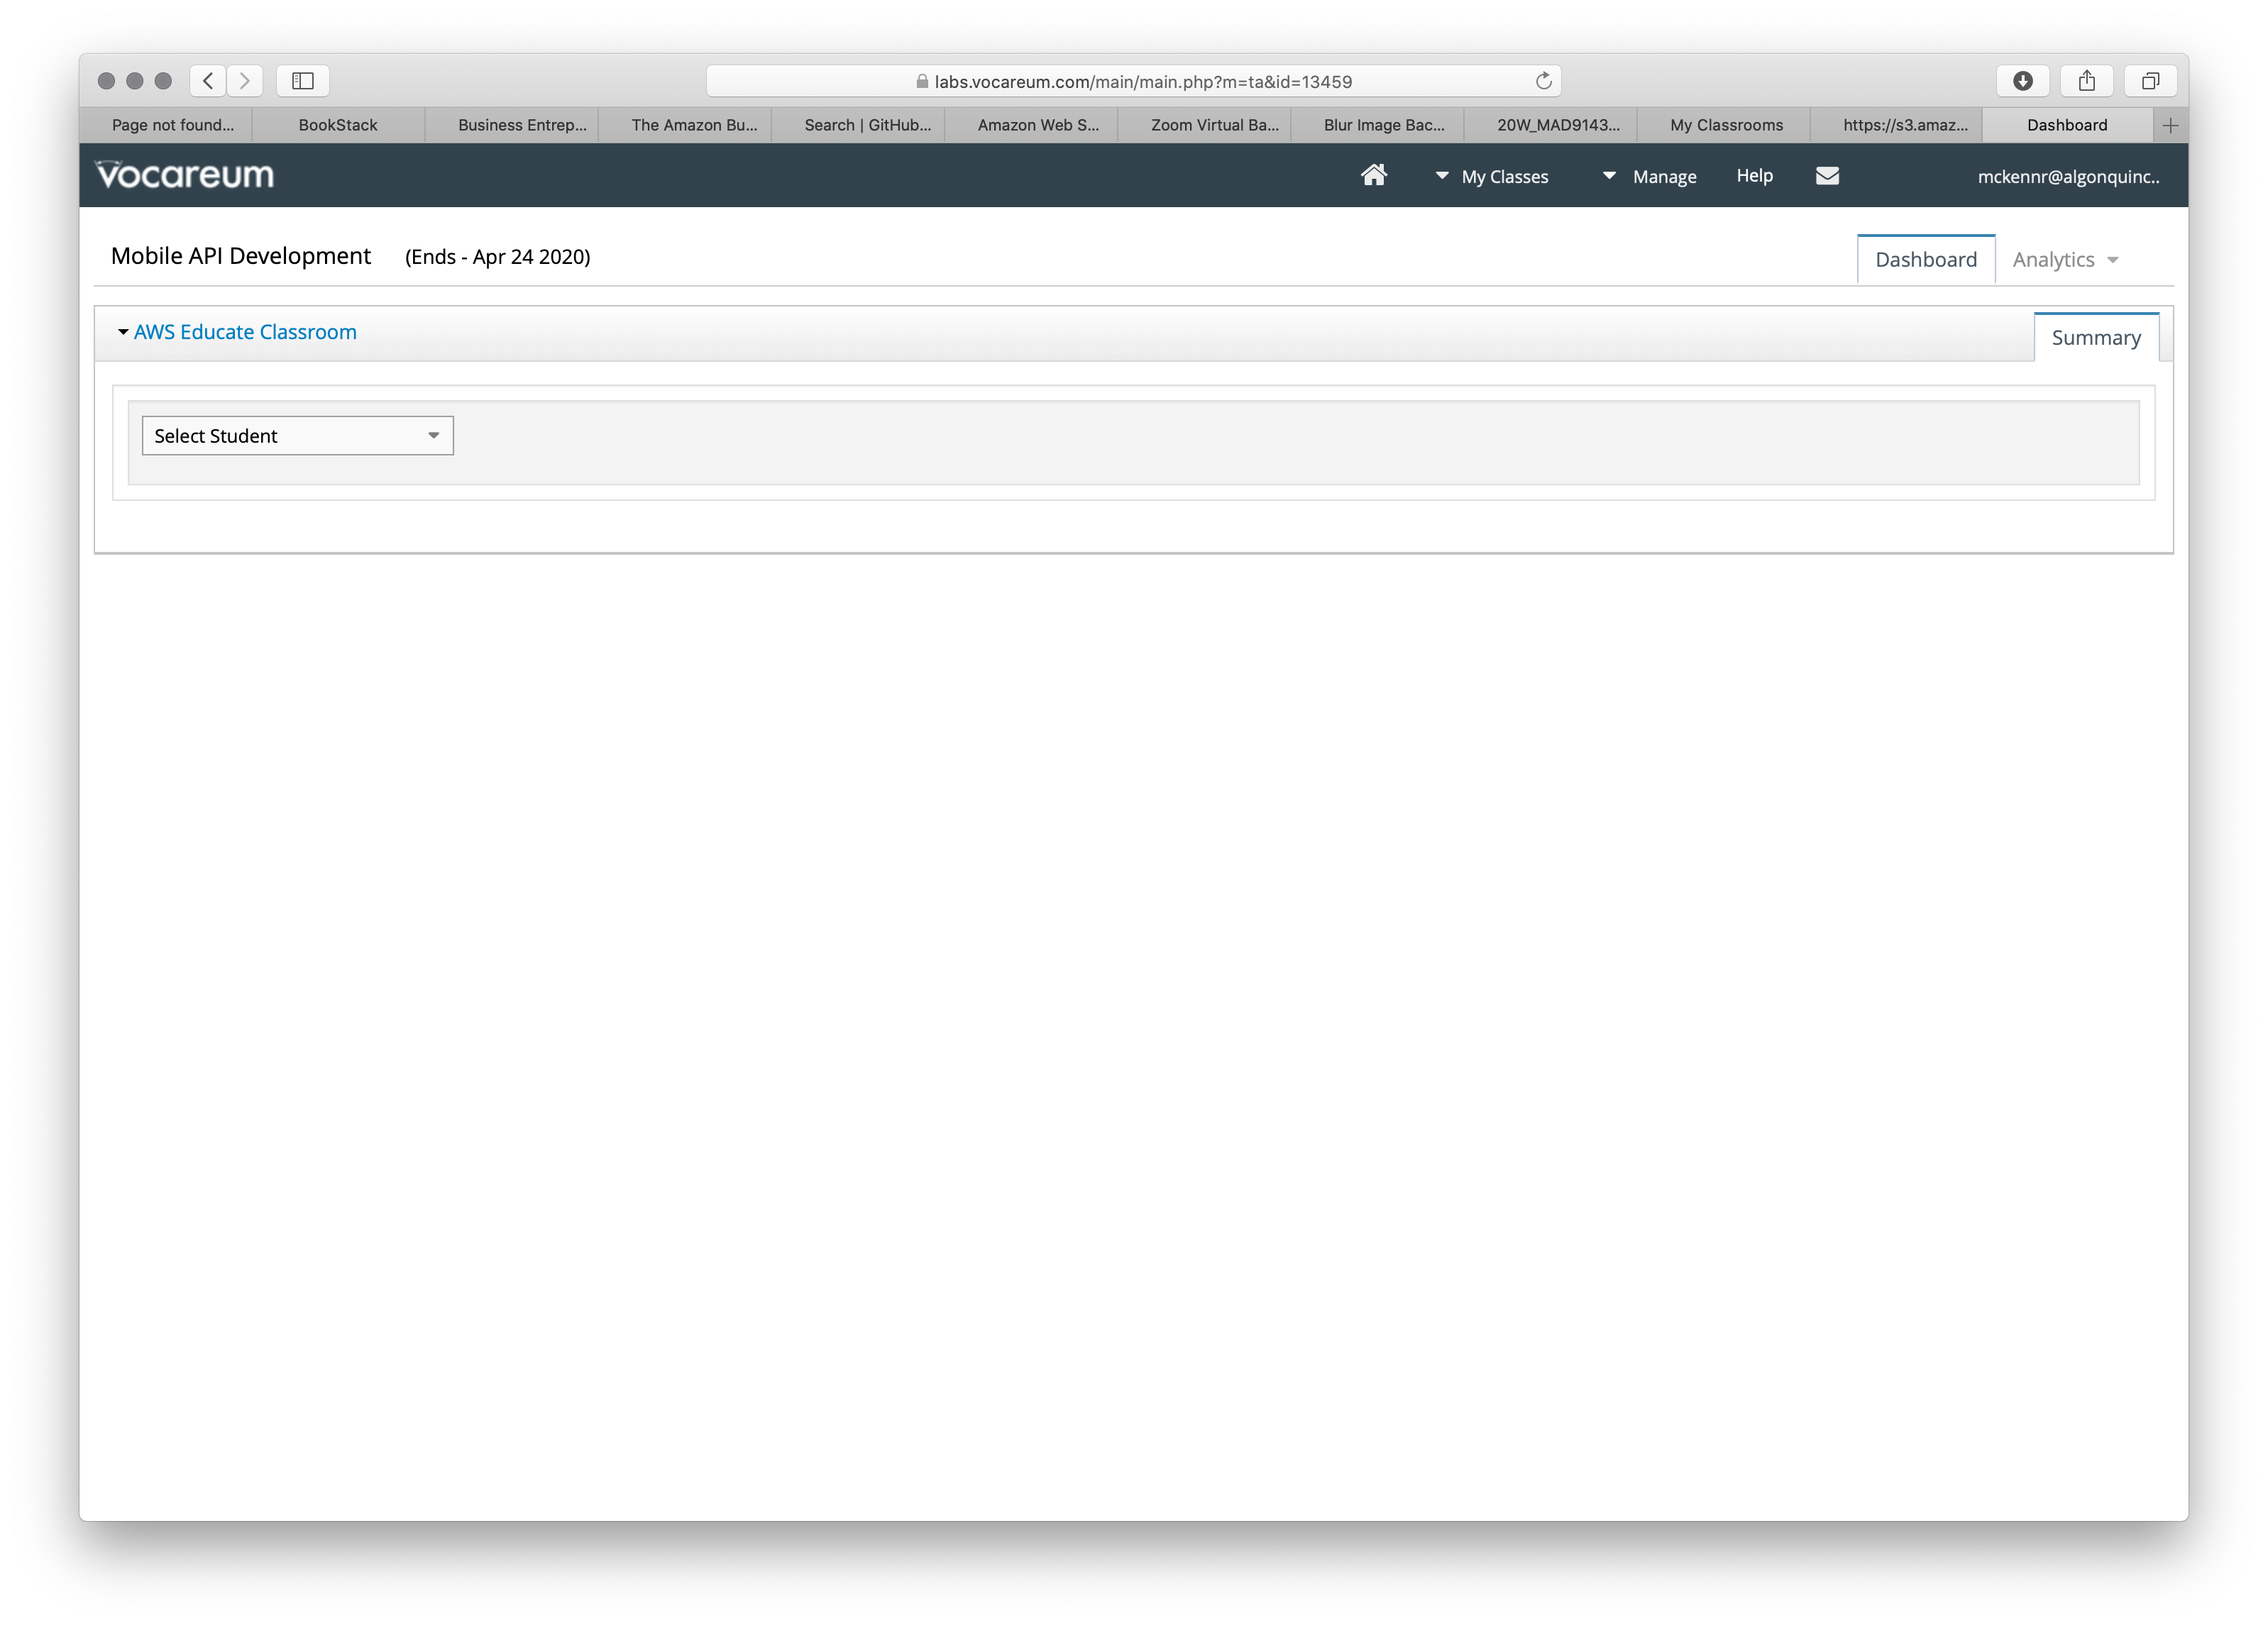 labs.vocareum.com/main/main.php?m=ta&id=13459
Page not found... BookStack Business Entrep... The Amazon Bu... Search | GitHub... Amazon Web S... Zoom Virtual Ba... Blur Image Bac... 20W_MAD9143... My Classrooms https://s3.amaz... Dashboard
Vocareum My Classes Manage Help mckennr@algonquinc..
Mobile API Development (Ends - Apr 24 2020) Dashboard Analytics
AWS Educate Classroom Summary
Select Student